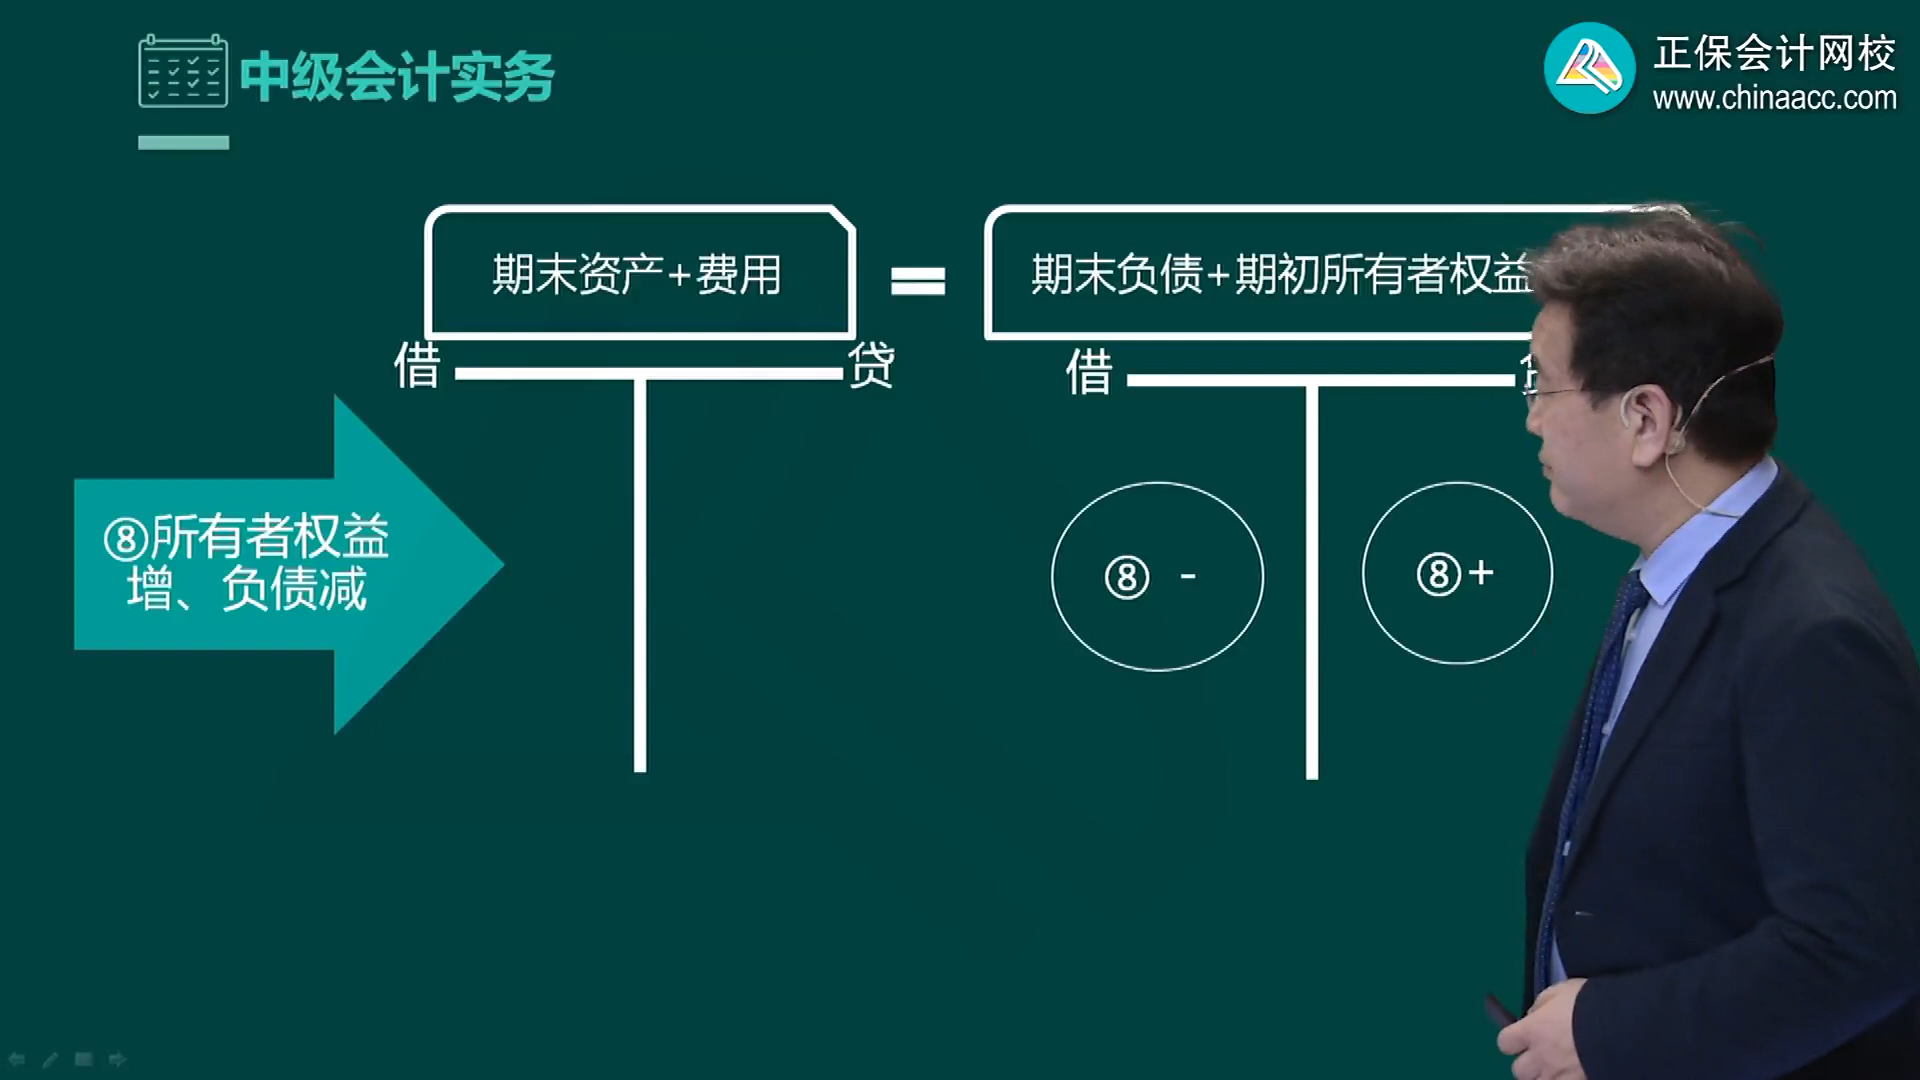 中级会计实务
正保会计网校
www.chinaacc.com
期末资产+费用
=
期末负债+期初所有者权益
借
贷
借
⑧所有者权益
增、负债减
⑧ -
⑧+